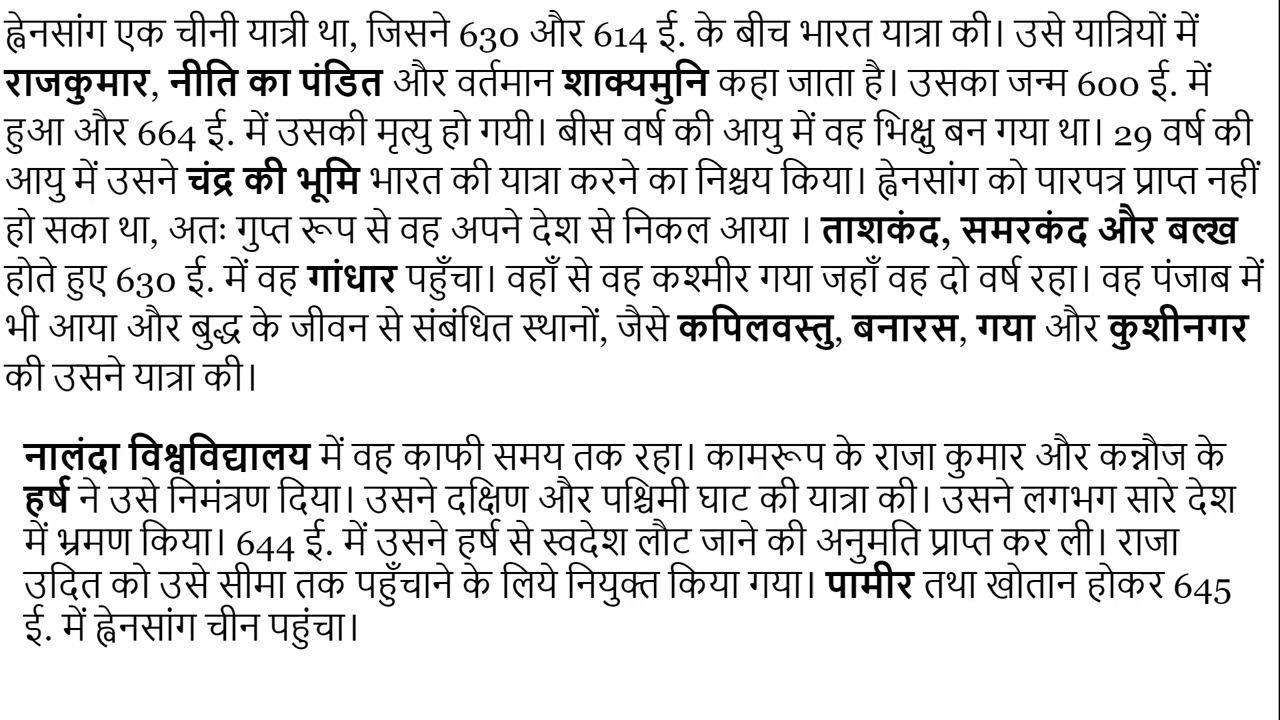 ह्वेनसांग एक चीनी यात्री था, जिसने 630 और 614 ई. के बीच भारत यात्रा की। उसे यात्रियों में
राजकुमार, नीति का पंडित और वर्तमान शाक्यमुनि कहा जाता है। उसका जन्म 600 ई. में
हुआ और 664 ई. में उसकी मृत्यु हो गयी। बीस वर्ष की आयु में वह भिक्षु बन गया था। 29 वर्ष की
आयु में उसने चंद्र की भूमि भारत की यात्रा करने का निश्चय किया। ह्वेनसांग को पारपत्र प्राप्त नहीं
हो सका था, अतः गुप्त रूप से वह अपने देश से निकल आया । ताशकंद, समरकंद और बल्ख
होते हुए 630 ई. में वह गांधार पहुँचा। वहाँ से वह कश्मीर गया जहाँ वह दो वर्ष रहा। वह पंजाब में
भी आया और बुद्ध के जीवन से संबंधित स्थानों, जैसे कपिलवस्तु, बनारस, गया और कुशीनगर
की उसने यात्रा की।
नालंदा विश्वविद्यालय में वह काफी समय तक रहा। कामरूप के राजा कुमार और कन्नौज के
हर्ष ने उसे निमंत्रण दिया। उसने दक्षिण और पश्चिमी घाट की यात्रा की। उसने लगभग सारे देश
में भ्रमण किया। 644 ई. में उसने हर्ष से स्वदेश लौट जाने की अनुमति प्राप्त कर ली। राजा
उदित को उसे सीमा तक पहुँचाने के लिये नियुक्त किया गया। पामीर तथा खोतान होकर 645
ई. में ह्वेनसांग चीन पहुंचा।